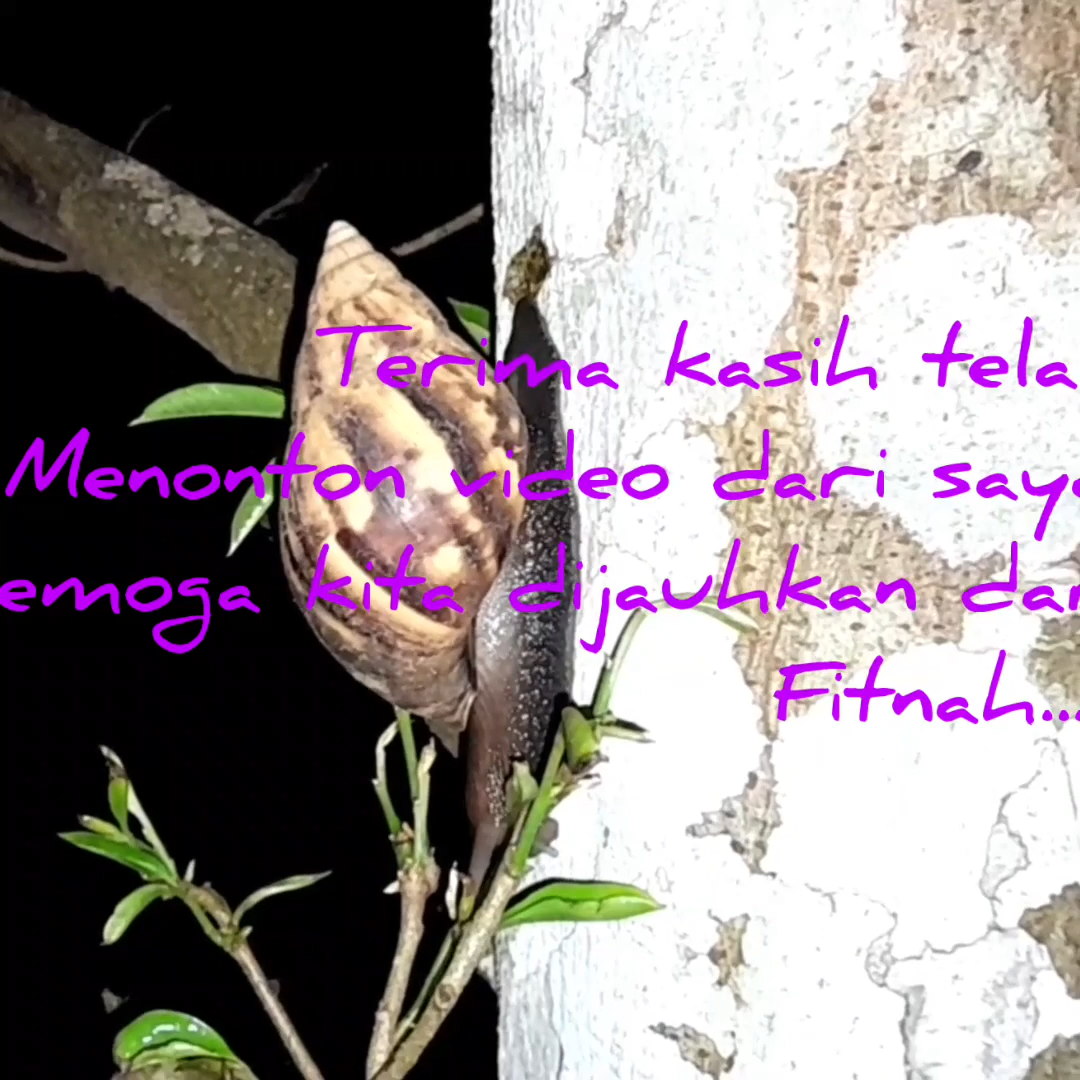 Terima kasih tela
Menonton video dari saya
emoga kita dijauhkan dar
Fitnah...